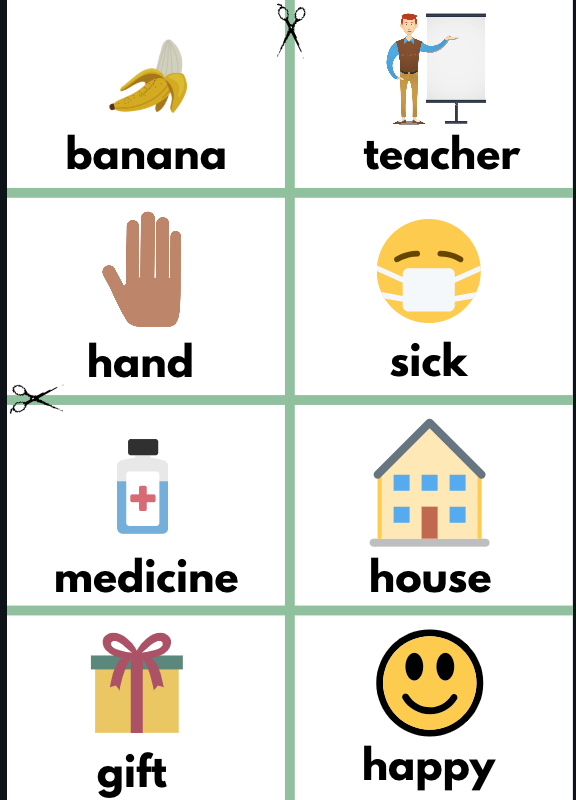 banana
teacher
hand
sick
medicine
house
gift
happy